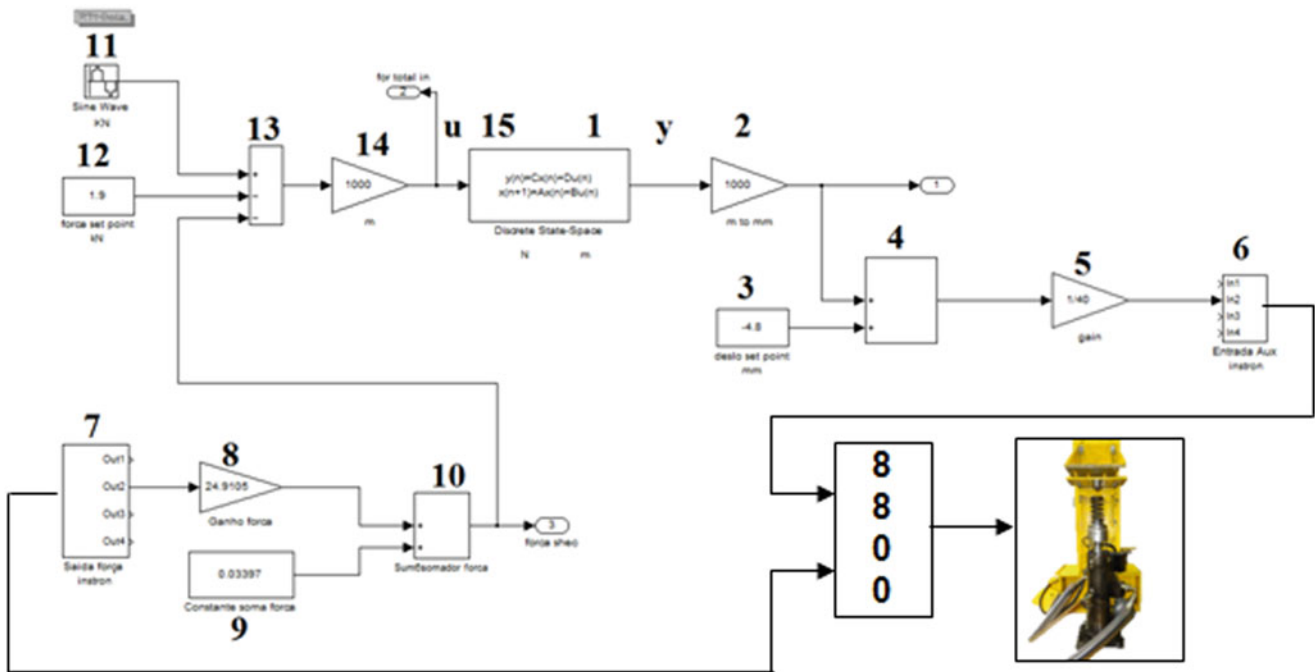 RTI Data
11
Sine Wave
kN
12
1.9
força set point
kN
13
14
1000
m
for total in
2
u
15
1
y(n)=Cx(n)+Du(n)
x(n+1)=Ax(n)+Bu(n)
Discrete State-Space
N
m
y
2
1000
m to mm
1
3
-4.8
deslo set point
mm
4
5
1/40
gain
6
In1
In2
In3
In4
Entrada Aux
instron
7
Out1
Out2
Out3
Out4
Saida força
instron
8
24.9105
Ganho força
9
0.03397
Constante soma força
10
força
3
8
8
0
0